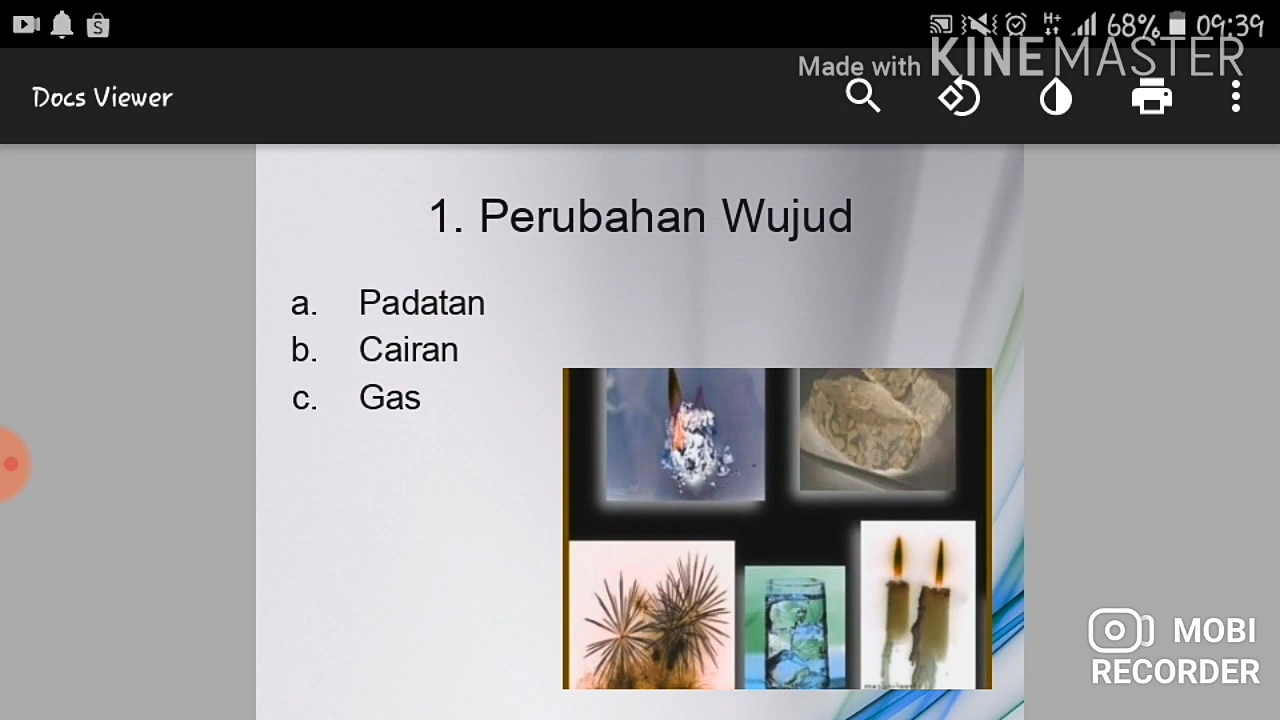 68% 09:39
Made with KINEMASTER
Docs Viewer
1. Perubahan Wujud
a. Padatan
b. Cairan
c. Gas
MOBI
RECORDER